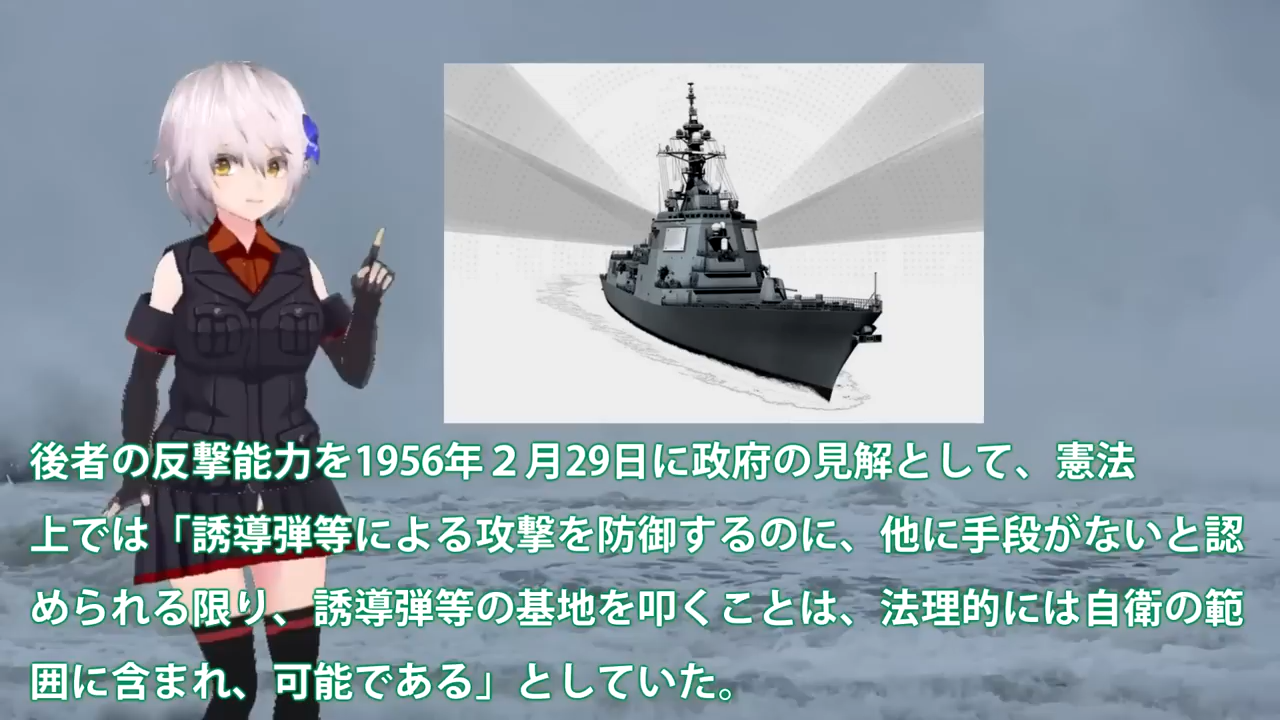 後者の反撃能力を1956年２月29日に政府の見解として、憲法
上では「誘導弾等による攻撃を防御するのに、他に手段がないと認
められる限り、誘導弾等の基地を叩くことは、法理的には自衛の範
囲に含まれ、可能である」としていた。